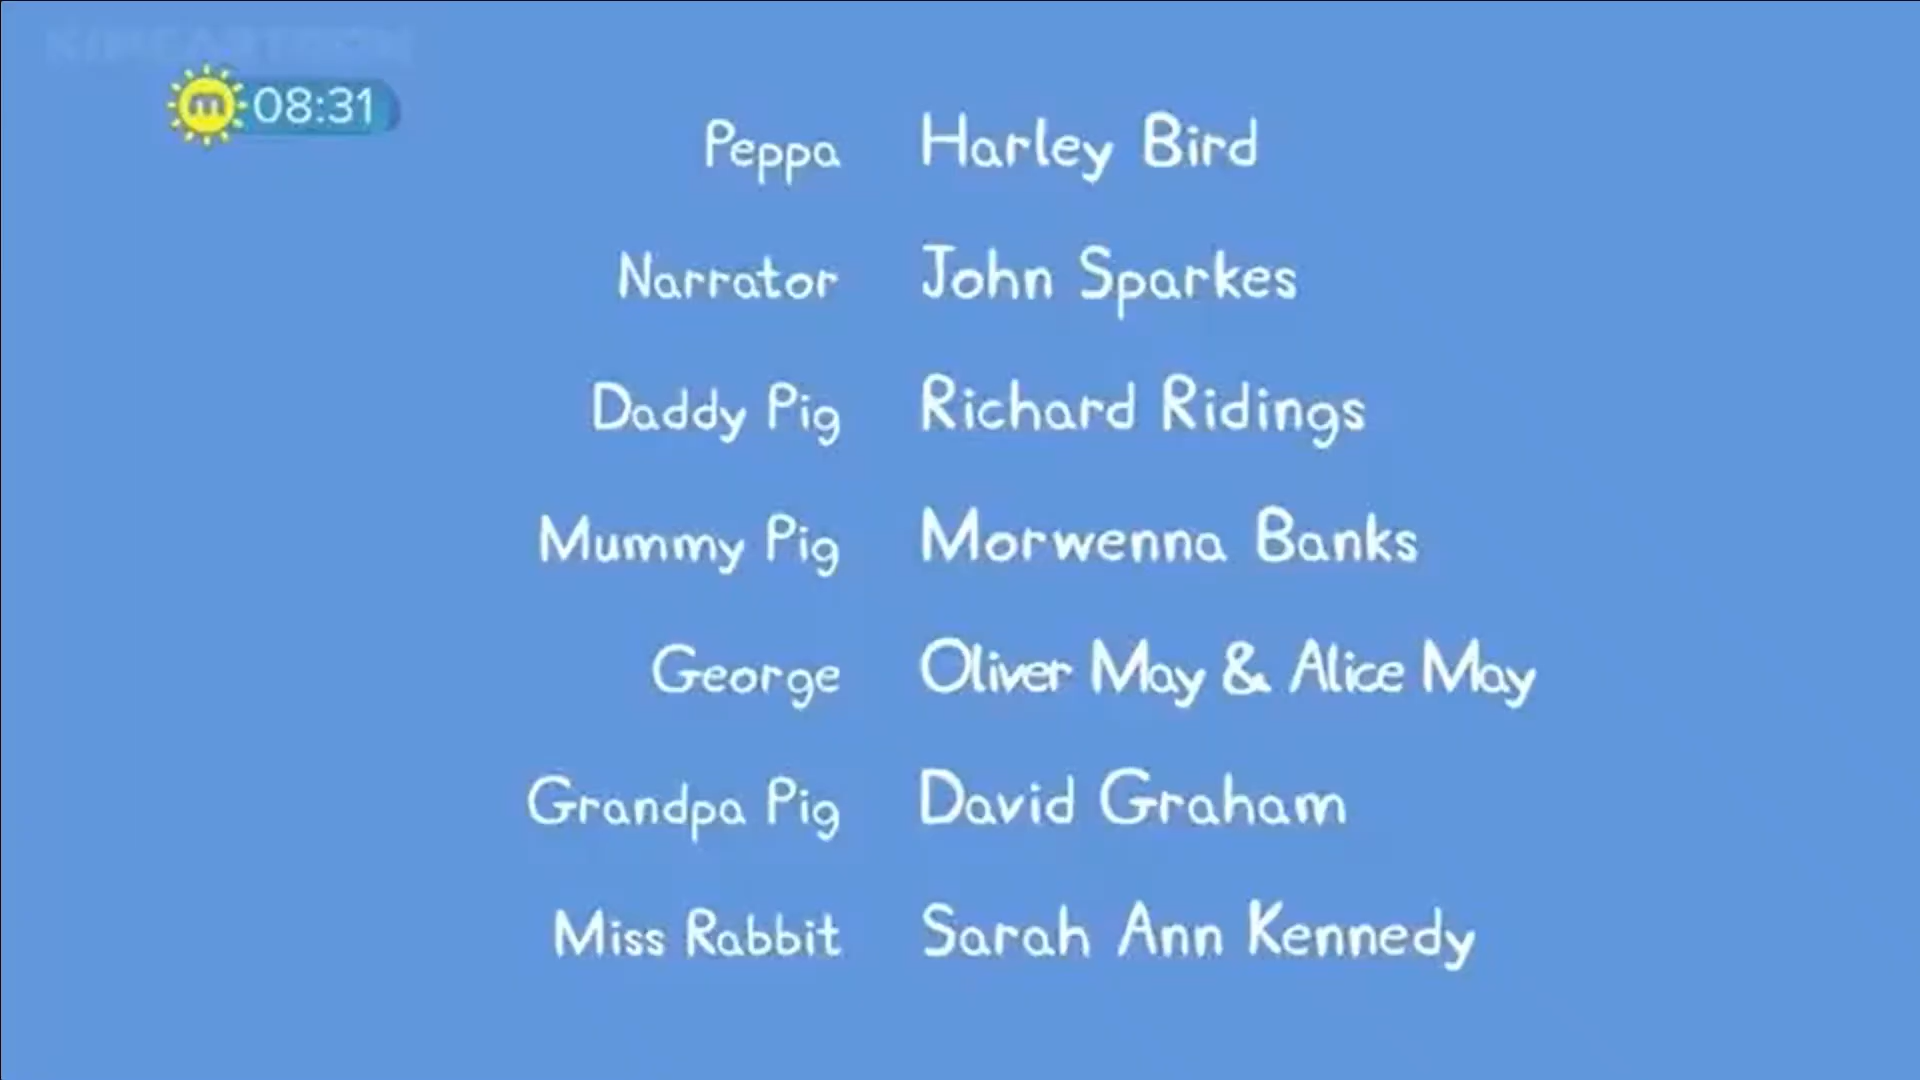 KIMCARTOON
m 08:31
Peppa Harley Bird
Narrator John Sparkes
Daddy Pig Richard Ridings
Mummy Pig Morwenna Banks
George Oliver May & Alice May
Grandpa Pig David Graham
Miss Rabbit Sarah Ann Kennedy